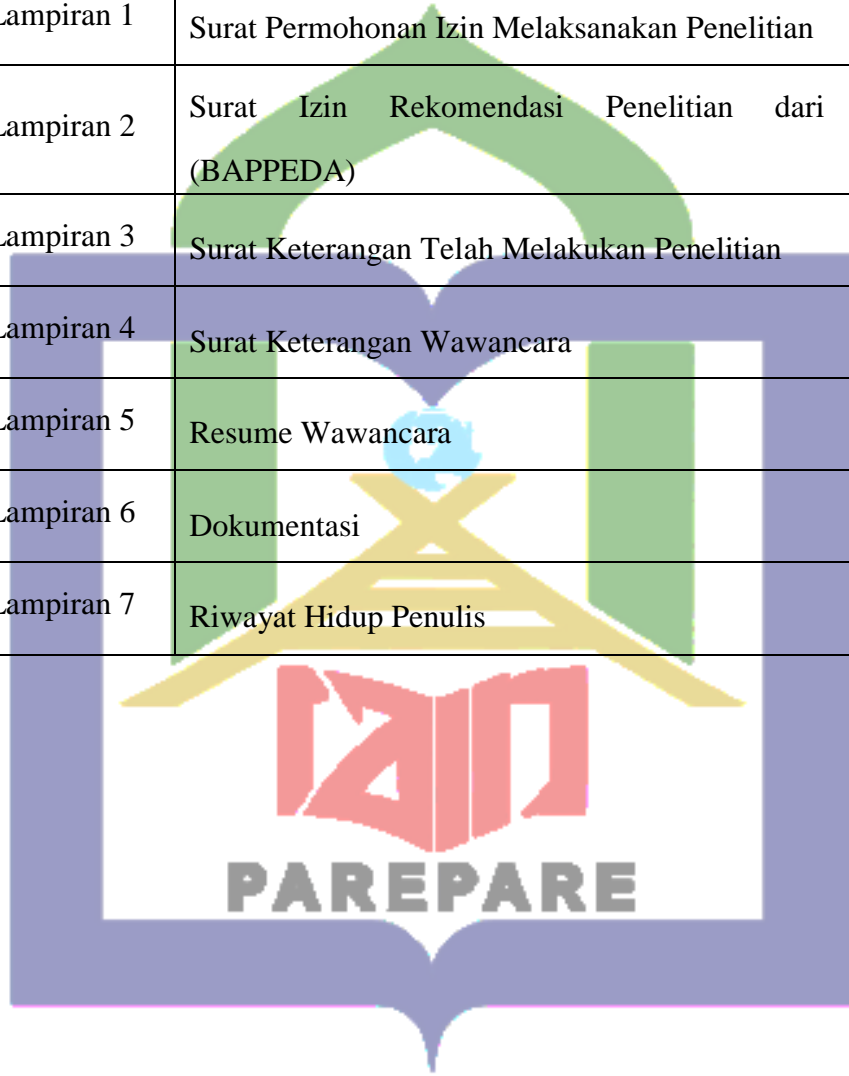 Lampiran 1 Surat Permohonan Izin Melaksanakan Penelitian
Lampiran 2 Surat Izin Rekomendasi Penelitian dari
(BAPPEDA)
Lampiran 3 Surat Keterangan Telah Melakukan Penelitian
Lampiran 4 Surat Keterangan Wawancara
Lampiran 5 Resume Wawancara
Lampiran 6 Dokumentasi
Lampiran 7 Riwayat Hidup Penulis
iain
PAREPARE